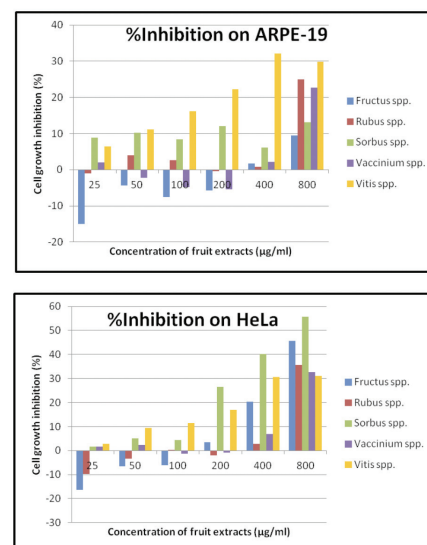 %Inhibition on ARPE-19
40
30
20
10
0
-10
-20
Cell growth inhibition (%)
25 50 100 200 400 800
Concentration of fruit extracts (µg/ml)
Fructus spp.
Rubus spp.
Sorbus spp.
Vaccinium spp.
Vitis spp.
%Inhibition on HeLa
60
50
40
30
20
10
0
-10
-20
-30
Cell growth inhibition (%)
25 50 100 200 400 800
Concentration of fruit extracts (µg/ml)
Fructus spp.
Rubus spp.
Sorbus spp.
Vaccinium spp.
Vitis spp.